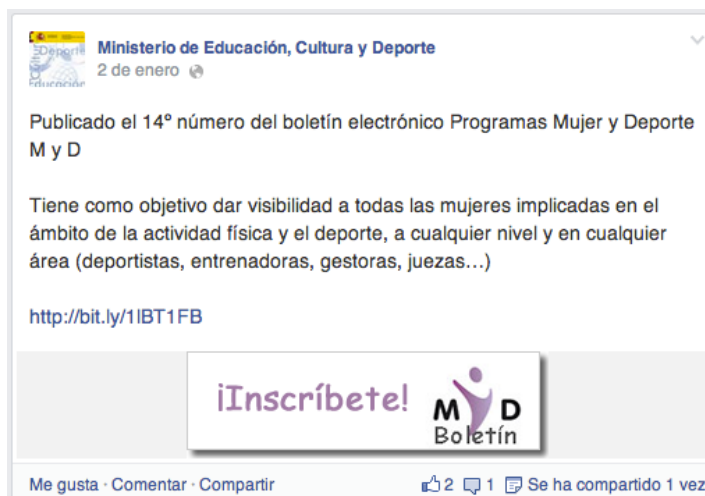 Ministerio de Educación, Cultura y Deporte
2 de enero
Publicado el 14º número del boletín electrónico Programas Mujer y Deporte
M y D
Tiene como objetivo dar visibilidad a todas las mujeres implicadas en el
ámbito de la actividad física y el deporte, a cualquier nivel y en cualquier
área (deportistas, entrenadoras, gestoras, juezas...)
http://bit.ly/1lBT1FB
¡Inscríbete!
M D
Boletín
Me gusta · Comentar · Compartir
2 1 Se ha compartido 1 vez